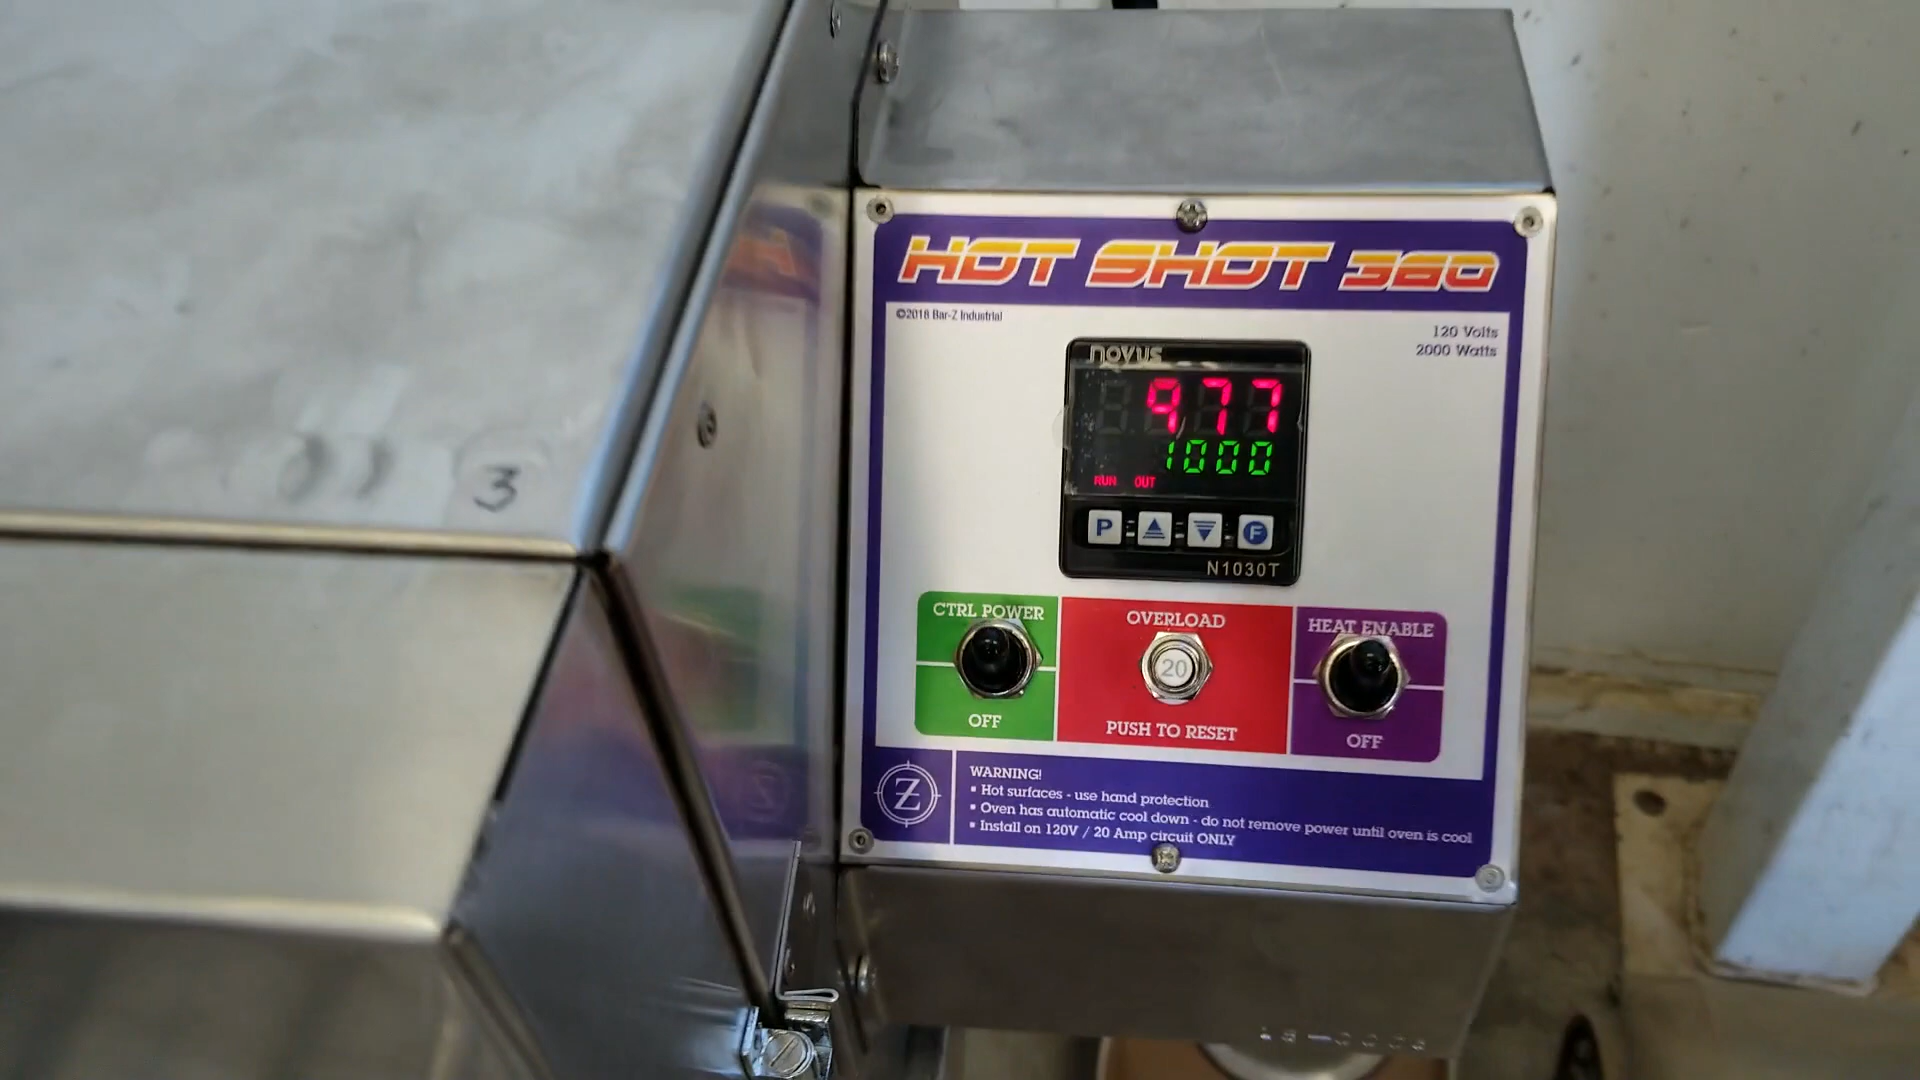 HOT SHOT 360
©2018 Bar-Z Industrial
120 Volts
2000 Watts
novus
977
1000
RUN OUT
P F
N1030T
3
CTRL POWER
OFF
OVERLOAD
20
PUSH TO RESET
HEAT ENABLE
OFF
Z
WARNING!
▪ Hot surfaces - use hand protection
▪ Oven has automatic cool down - do not remove power until oven is cool
▪ Install on 120V / 20 Amp circuit ONLY